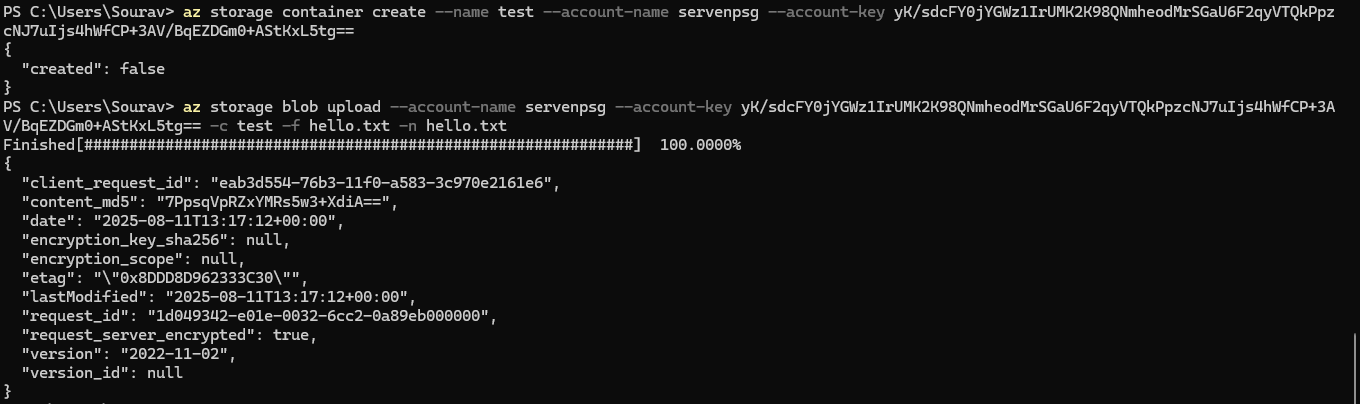 PS C:\Users\Sourav> az storage container create --name test --account-name servenpsg --account-key yK/sdcFY0jYGWz1IrUMK2K98QNmheodMrSGaU6F2qyVTQkPpz
cNJ7uIjs4hWfCP+3AV/BqEZDGm0+AStKxL5tg==
{
  "created": false
}
PS C:\Users\Sourav> az storage blob upload --account-name servenpsg --account-key yK/sdcFY0jYGWz1IrUMK2K98QNmheodMrSGaU6F2qyVTQkPpzcNJ7uIjs4hWfCP+3A
V/BqEZDGm0+AStKxL5tg== -c test -f hello.txt -n hello.txt
Finished[#############################################################]  100.0000%
{
  "client_request_id": "eab3d554-76b3-11f0-a583-3c970e2161e6",
  "content_md5": "7PpsqVpRZxYMRs5w3+XdiA==",
  "date": "2025-08-11T13:17:12+00:00",
  "encryption_key_sha256": null,
  "encryption_scope": null,
  "etag": "\"0x8DDD8D962333C30\"",
  "lastModified": "2025-08-11T13:17:12+00:00",
  "request_id": "1d049342-e01e-0032-6cc2-0a89eb000000",
  "request_server_encrypted": true,
  "version": "2022-11-02",
  "version_id": null
}